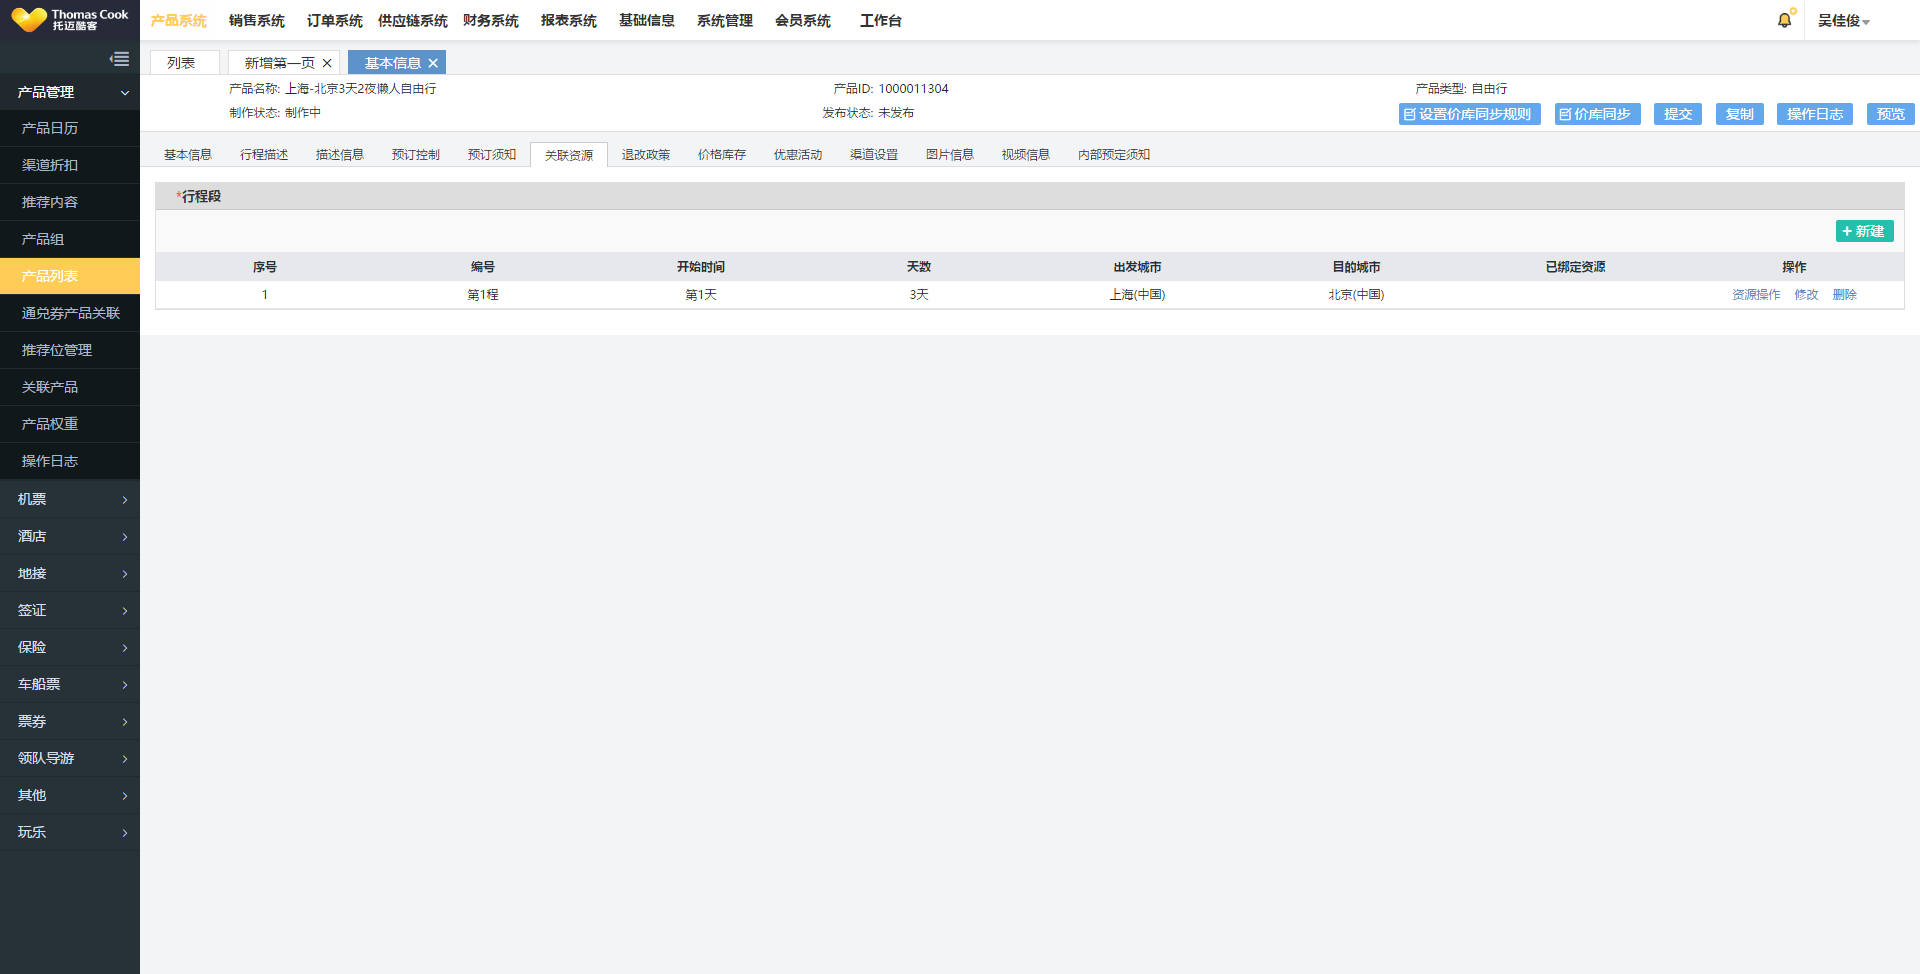 Thomas Cook
托迈酷客
产品系统 销售系统 订单系统 供应链系统 财务系统 报表系统 基础信息 系统管理 会员系统 工作台
吴佳俊
列表 新增第一页 × 基本信息 ×
产品名称: 上海-北京3天2夜懒人自由行 产品ID: 1000011304 产品类型: 自由行
制作状态: 制作中 发布状态: 未发布
设置价库同步规则 价库同步 提交 复制 操作日志 预览
基本信息 行程描述 描述信息 预订控制 预订须知 关联资源 退改政策 价格库存 优惠活动 渠道设置 图片信息 视频信息 内部预定须知
*行程段
+ 新建
序号 编号 开始时间 天数 出发城市 目的城市 已绑定资源 操作
1 第1程 第1天 3天 上海(中国) 北京(中国) 资源操作 修改 删除
产品管理
产品日历
渠道折扣
推荐内容
产品组
产品列表
通兑券产品关联
推荐位管理
关联产品
产品权重
操作日志
机票
酒店
地接
签证
保险
车船票
票券
领队导游
其他
玩乐